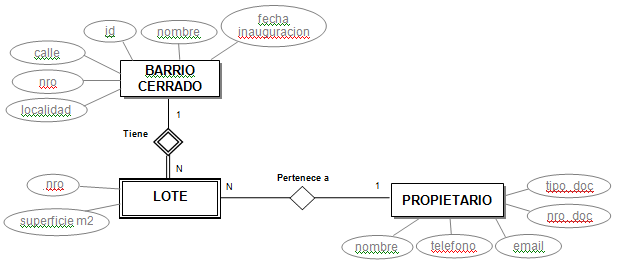 fecha
inauguracion
id
nombre
calle
nro
localidad
BARRIO
CERRADO
1
Tiene
N
nro
superficie m2
LOTE
N
Pertenece a
1
PROPIETARIO
tipo_doc
nro_doc
nombre
telefono
email